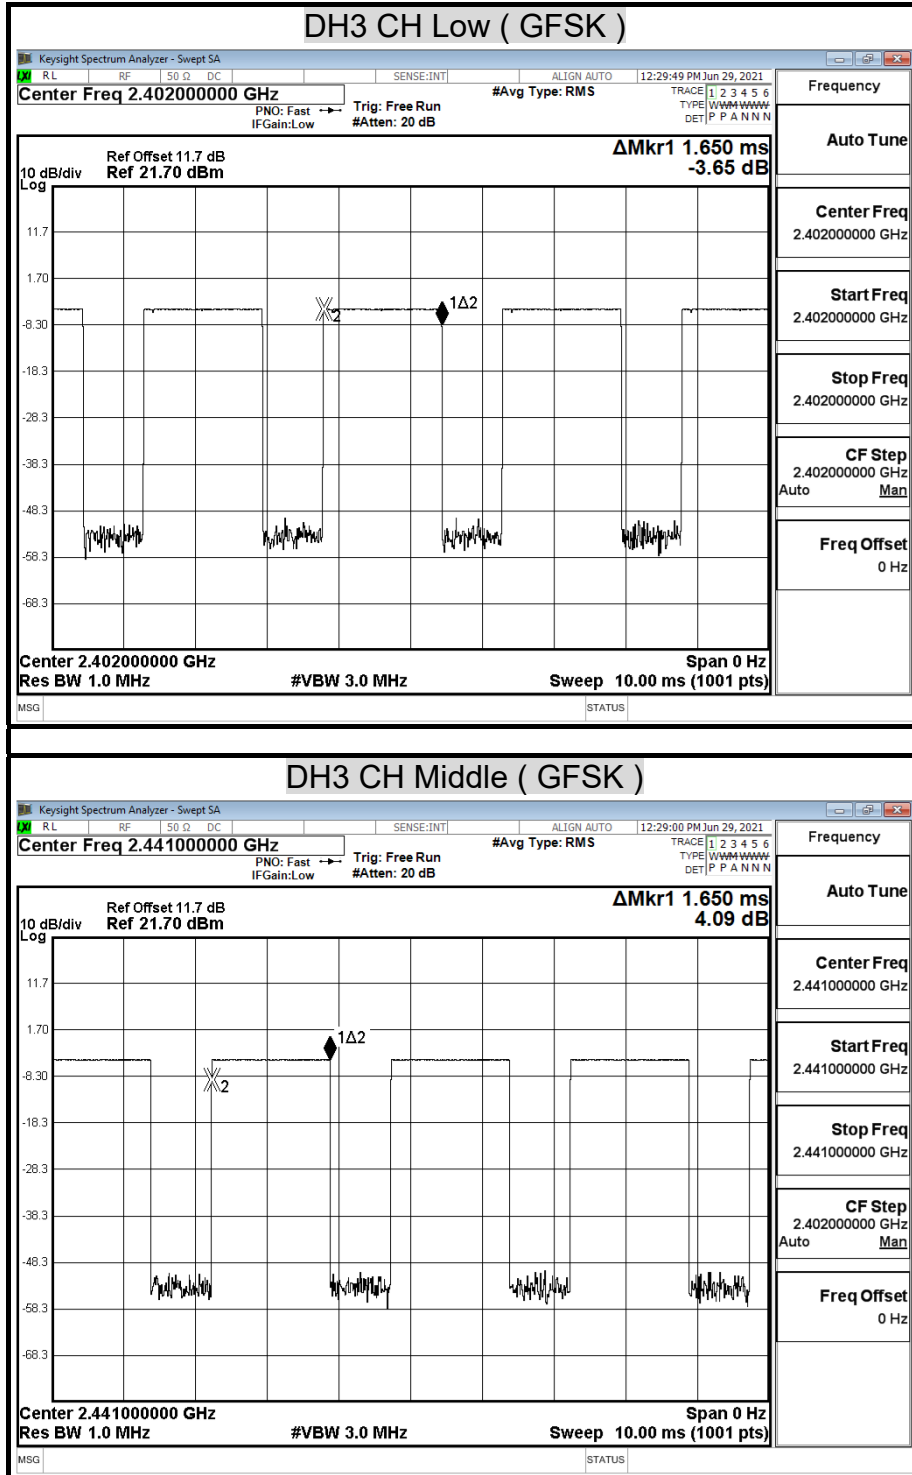 DH3 CH Low ( GFSK )
Keysight Spectrum Analyzer - Swept SA
LXI RL RF 50 Ω DC SENSE:INT ALIGN AUTO 12:29:49 PM Jun 29, 2021
Center Freq 2.402000000 GHz
PNO: Fast
IFGain:Low
Trig: Free Run
#Atten: 20 dB
#Avg Type: RMS
TRACE 1 2 3 4 5 6
TYPE WWMWWWW
DET P P A N N N
Frequency
Auto Tune
Center Freq
2.402000000 GHz
Start Freq
2.402000000 GHz
Stop Freq
2.402000000 GHz
CF Step
2.402000000 GHz
Auto Man
Freq Offset
0 Hz
ΔMkr1 1.650 ms
-3.65 dB
Ref Offset 11.7 dB
10 dB/div Ref 21.70 dBm
Log
11.7
1.70
-8.30
-18.3
-28.3
-38.3
-48.3
-58.3
-68.3
2
1Δ2
Center 2.402000000 GHz Span 0 Hz
Res BW 1.0 MHz #VBW 3.0 MHz Sweep 10.00 ms (1001 pts)
MSG STATUS
DH3 CH Middle ( GFSK )
Keysight Spectrum Analyzer - Swept SA
LXI RL RF 50 Ω DC SENSE:INT ALIGN AUTO 12:29:00 PM Jun 29, 2021
Center Freq 2.441000000 GHz
PNO: Fast
IFGain:Low
Trig: Free Run
#Atten: 20 dB
#Avg Type: RMS
TRACE 1 2 3 4 5 6
TYPE WWMWWWW
DET P P A N N N
Frequency
Auto Tune
Center Freq
2.441000000 GHz
Start Freq
2.441000000 GHz
Stop Freq
2.441000000 GHz
CF Step
2.402000000 GHz
Auto Man
Freq Offset
0 Hz
ΔMkr1 1.650 ms
4.09 dB
Ref Offset 11.7 dB
10 dB/div Ref 21.70 dBm
Log
11.7
1.70
-8.30
-18.3
-28.3
-38.3
-48.3
-58.3
-68.3
1Δ2
2
Center 2.441000000 GHz Span 0 Hz
Res BW 1.0 MHz #VBW 3.0 MHz Sweep 10.00 ms (1001 pts)
MSG STATUS